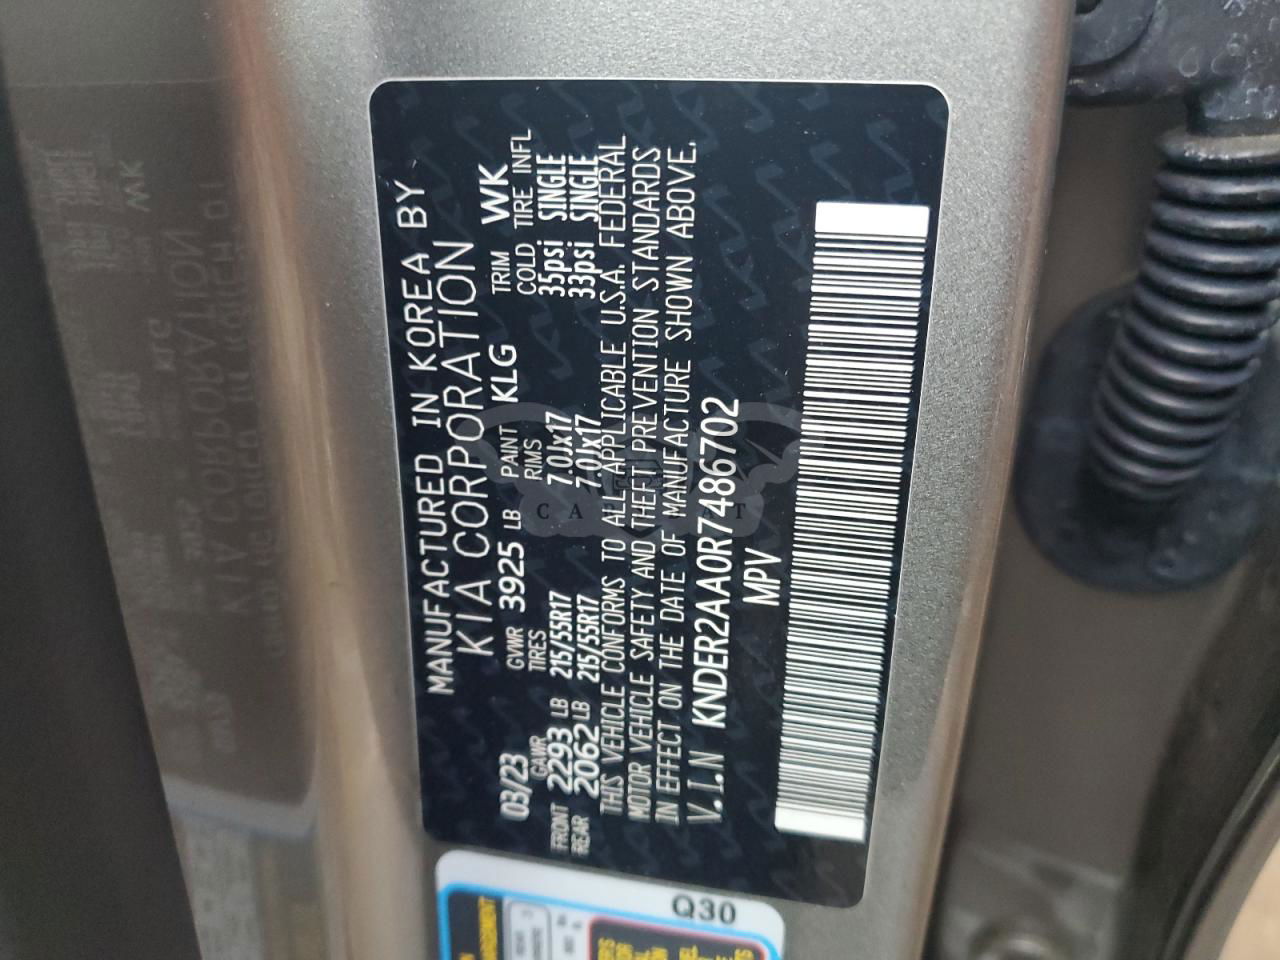 MANUFACTURED IN KOREA BY
KIA CORPORATION
03/23 GVWR 3925 LB PAINT KLG TRIM WK
GAWR TIRES RIMS COLD TIRE INFL
FRONT 2293 LB 215/55R17 7.0Jx17 35psi SINGLE
REAR 2062 LB 215/55R17 7.0Jx17 33psi SINGLE
THIS VEHICLE CONFORMS TO ALL APPLICABLE U.S.A. FEDERAL
MOTOR VEHICLE SAFETY AND THEFT PREVENTION STANDARDS
IN EFFECT ON THE DATE OF MANUFACTURE SHOWN ABOVE.
V.I.N KNDER2AA0R7486702
MPV
Q30